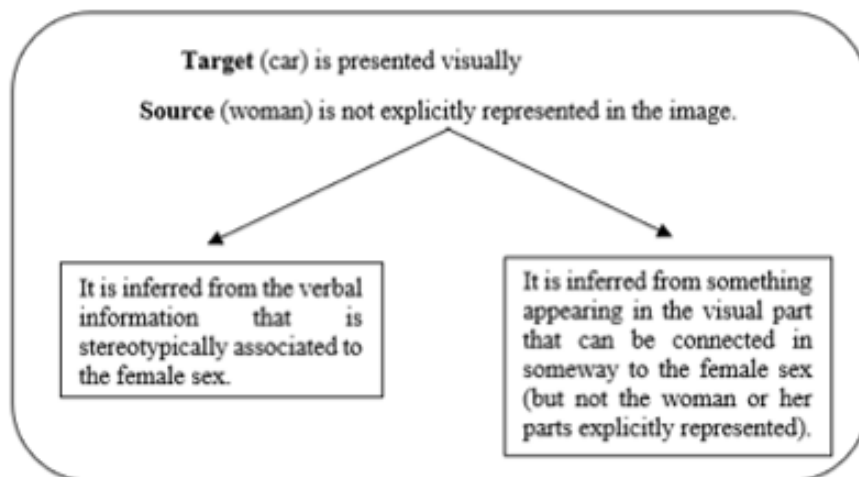 Target (car) is presented visually
Source (woman) is not explicitly represented in the image.
It is inferred from the verbal
information that is
stereotypically associated to
the female sex.
It is inferred from something
appearing in the visual part
that can be connected in
someway to the female sex
(but not the woman or her
parts explicitly represented).